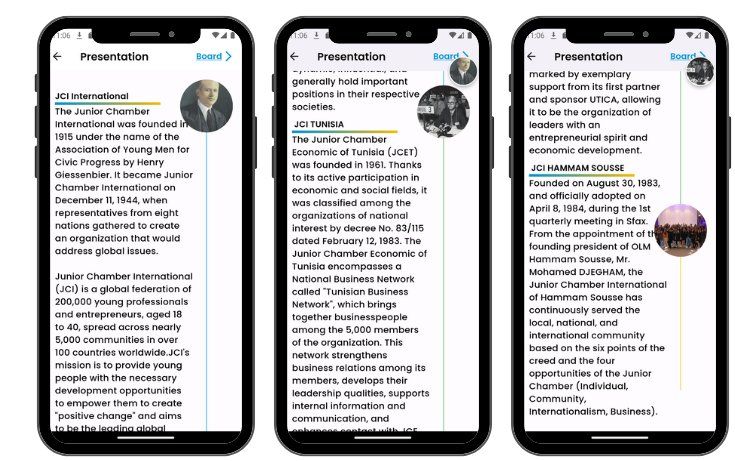 1:06
Presentation
Board
JCI International
The Junior Chamber
International was founded in
1915 under the name of the
Association of Young Men for
Civic Progress by Henry
Giessenbier. It became Junior
Chamber International on
December 11, 1944, when
representatives from eight
nations gathered to create
an organization that would
address global issues.
Junior Chamber International
(JCI) is a global federation of
200,000 young professionals
and entrepreneurs, aged 18
to 40, spread across nearly
5,000 communities in over
100 countries worldwide.JCI's
mission is to provide young
people with the necessary
development opportunities
to empower them to create
"positive change" and aims
to be the leading global
1:06
Presentation
Board
dynamic, influential, and
generally hold important
positions in their respective
societies.
JCI TUNISIA
The Junior Chamber
Economic of Tunisia (JCET)
was founded in 1961. Thanks
to its active participation in
economic and social fields, it
was classified among the
organizations of national
interest by decree No. 83/115
dated February 12, 1983. The
Junior Chamber Economic of
Tunisia encompasses a
National Business Network
called "Tunisian Business
Network", which brings
together businesspeople
among the 5,000 members
of the organization. This
network strengthens
business relations among its
members, develops their
leadership qualities, supports
internal information and
communication, and
enhances contact with JCE
1:06
Presentation
Board
marked by exemplary
support from its first partner
and sponsor UTICA, allowing
it to be the organization of
leaders with an
entrepreneurial spirit and
economic development.
JCI HAMMAM SOUSSE
Founded on August 30, 1983,
and officially adopted on
April 8, 1984, during the 1st
quarterly meeting in Sfax.
From the appointment of the
founding president of OLM
Hammam Sousse, Mr.
Mohamed DJEGHAM, the
Junior Chamber International
of Hammam Sousse has
continuously served the
local, national, and
international community
based on the six points of the
creed and the four
opportunities of the Junior
Chamber (Individual,
Community,
Internationalism, Business).